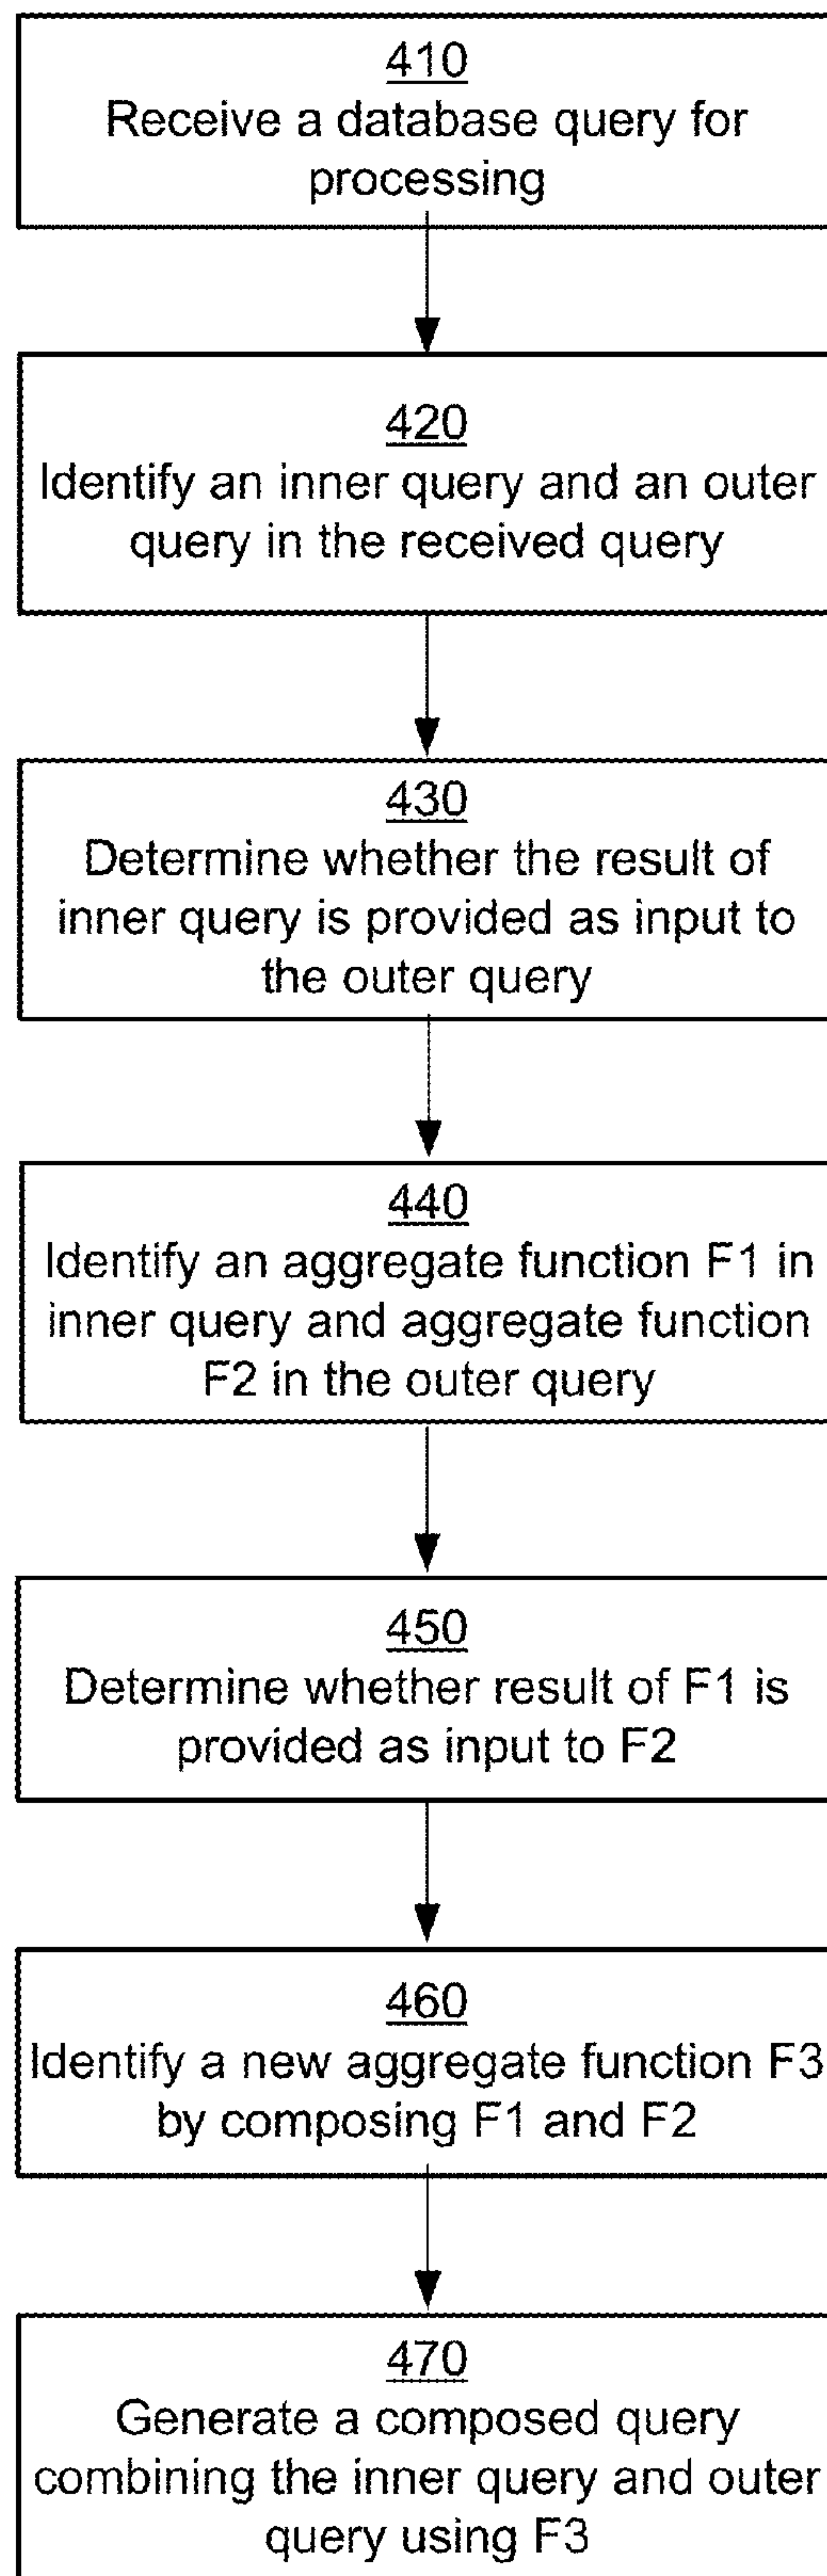 410
Receive a database query for
processing
420
Identify an inner query and an outer
query in the received query
430
Determine whether the result of
inner query is provided as input to
the outer query
440
Identify an aggregate function F1 in
inner query and aggregate function
F2 in the outer query
450
Determine whether result of F1 is
provided as input to F2
460
Identify a new aggregate function F3
by composing F1 and F2
470
Generate a composed query
combining the inner query and outer
query using F3